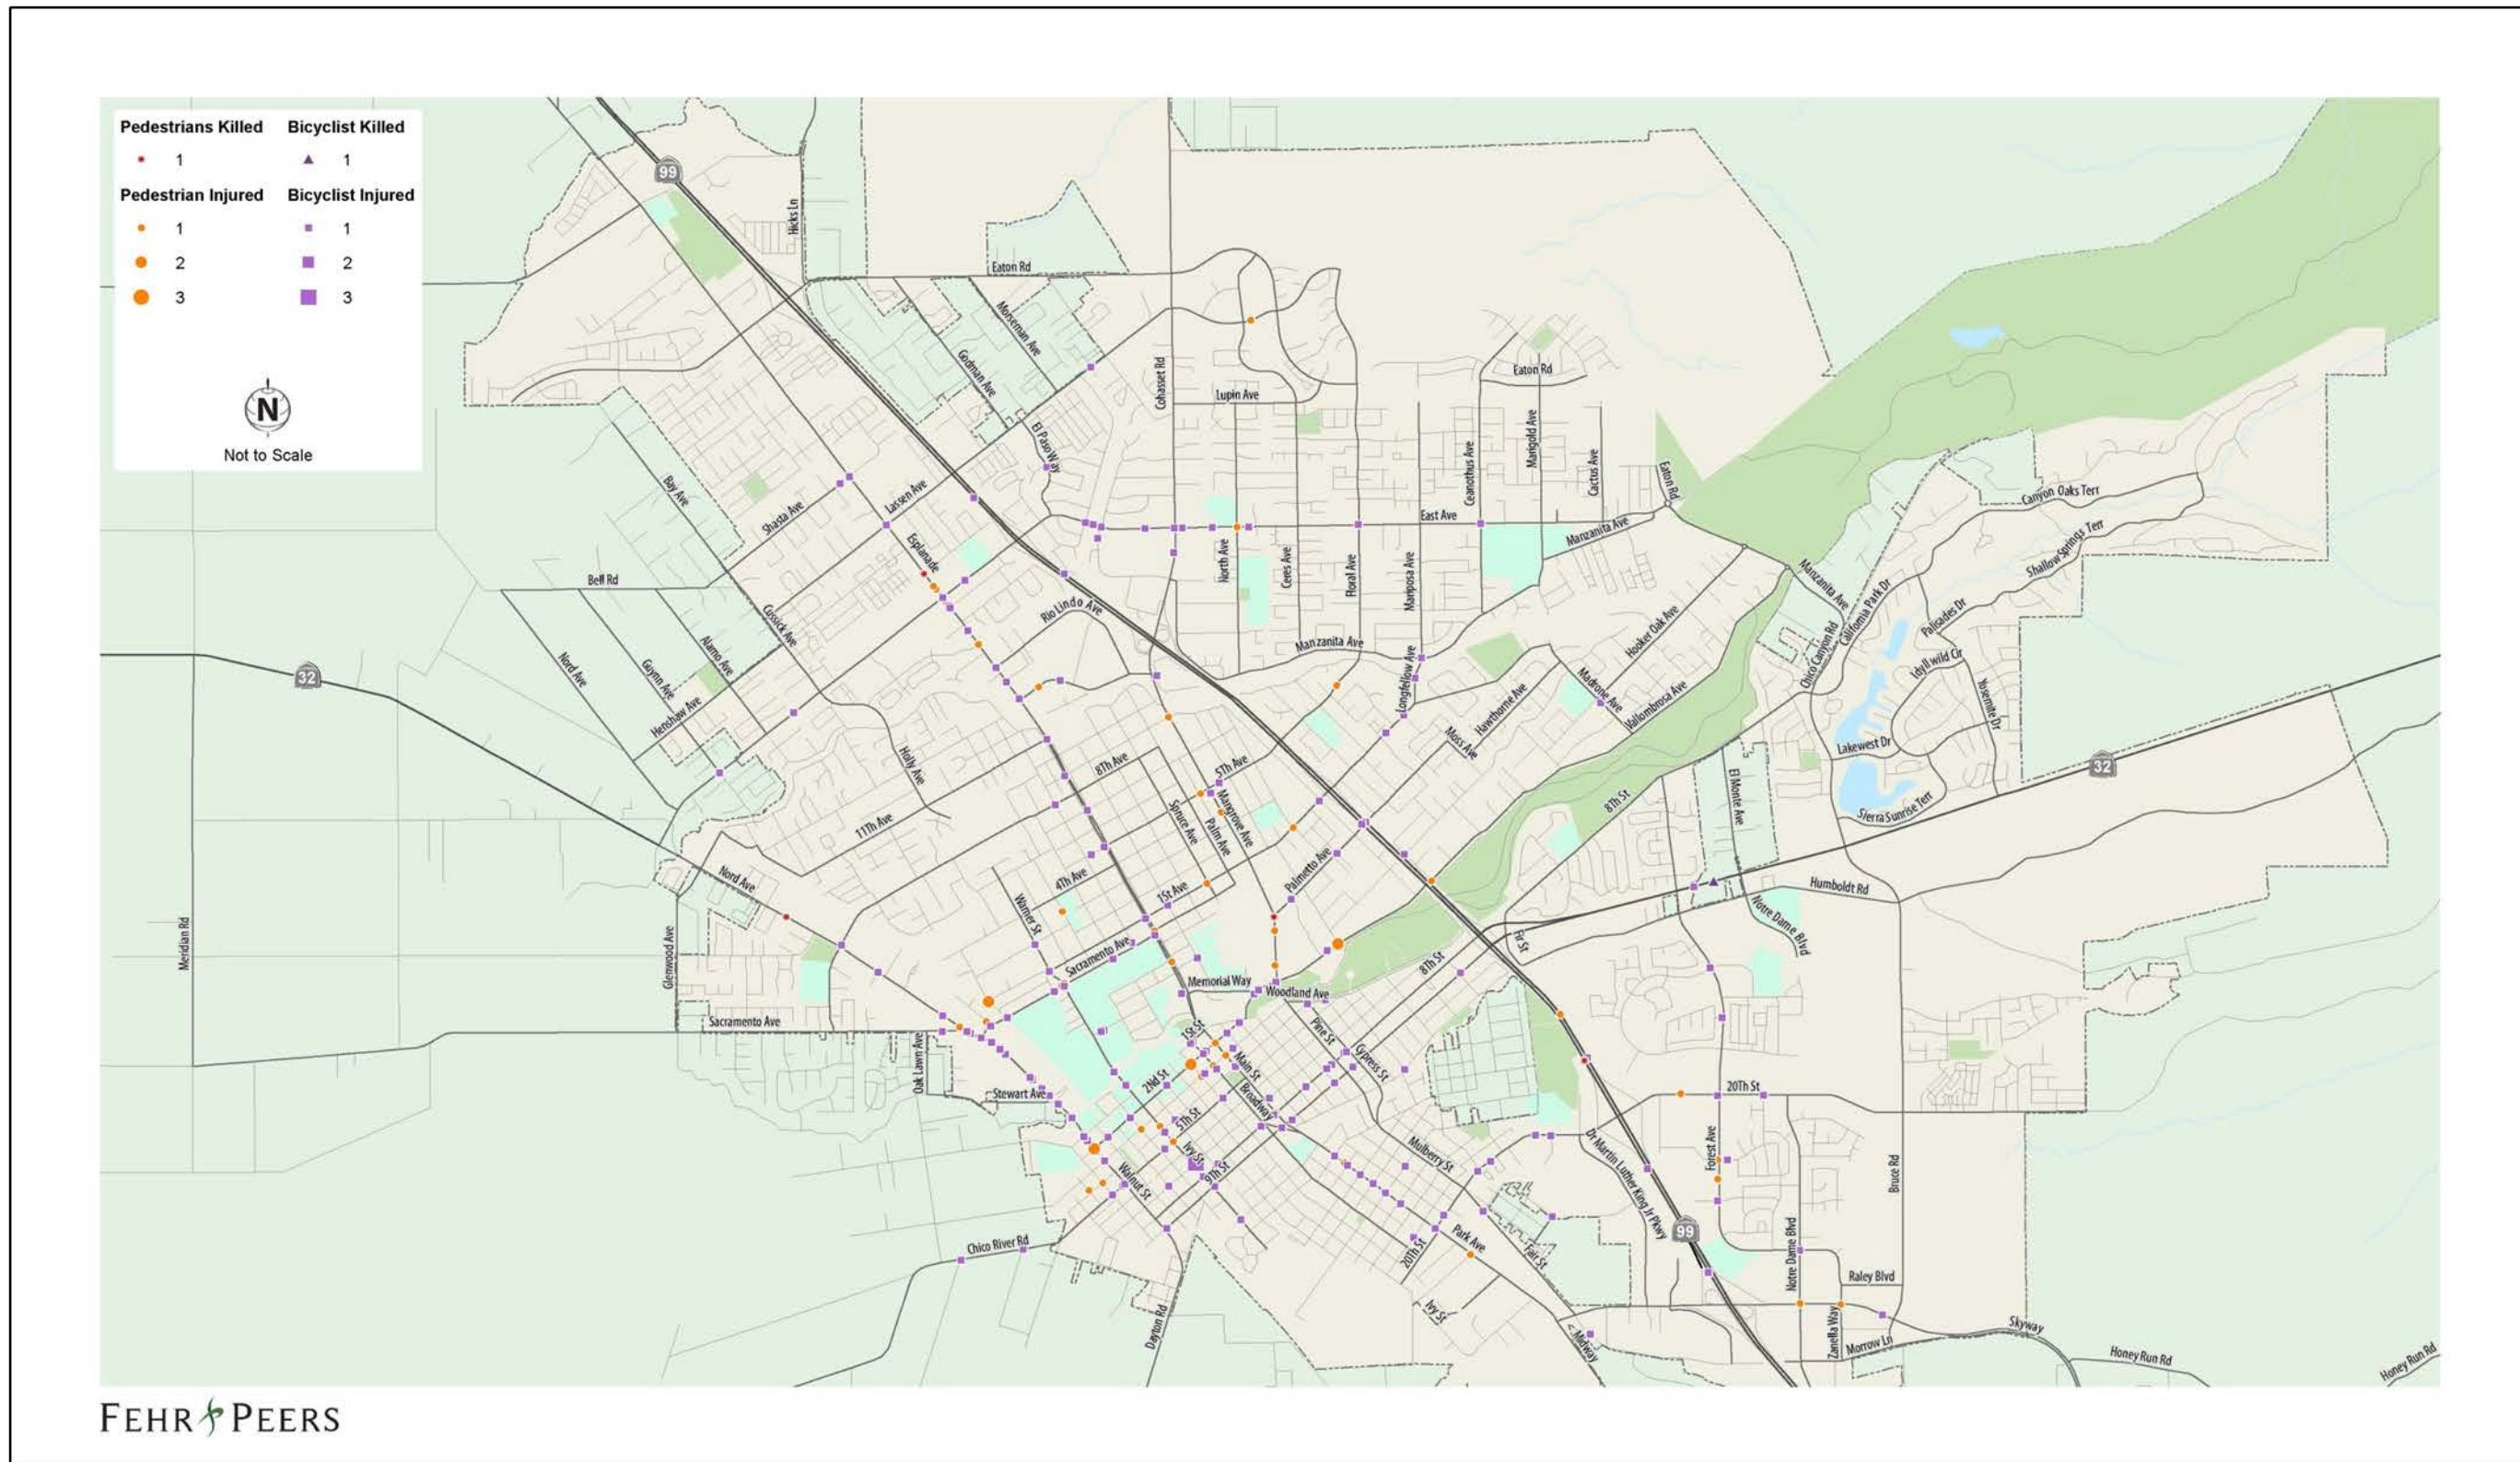 Pedestrians Killed Bicyclist Killed
1 1
Pedestrian Injured Bicyclist Injured
1 1
2 2
3 3
N
Not to Scale
99
Hicks Ln
Eaton Rd
Morseman Ave
Godman Ave
Cohasset Rd
Lupin Ave
Eaton Rd
El Paso Way
Marigold Ave
Ceanothus Ave
Cactus Ave
Eaton Rd
Bay Ave
Shasta Ave
Lassen Ave
Canyon Oaks Terr
East Ave
Manzanita Ave
Esplanade
North Ave
Ceres Ave
Floral Ave
Mariposa Ave
Shallow Springs Terr
Bell Rd
Cussick Ave
Rio Lindo Ave
Manzanita Ave
California Park Dr
Palisades Dr
Hooker Oak Ave
Manzanita Ave
Chico Canyon Rd
Nord Ave
Guynn Ave
Alamo Ave
Longfellow Ave
Idyllwild Cir
32
Madrone Ave
Vallombrosa Ave
Yosemite Dr
Henshaw Ave
Hawthorne Ave
Moss Ave
Lakewest Dr
Holly Ave
8Th Ave
5Th Ave
32
El Monte Ave
8Th St
Sierra Sunrise Terr
11Th Ave
Spruce Ave
Palm Ave
Mangrove Ave
Nord Ave
4Th Ave
1St Ave
Palmetto Ave
Humboldt Rd
Warner St
Notre Dame Blvd
Meridian Rd
Glenwood Ave
Sacramento Ave
Fir St
8Th St
Memorial Way
Woodland Ave
Sacramento Ave
1St St
Pine St
Cypress St
Oak Lawn Ave
Main St
Stewart Ave
2Nd St
Broadway
20Th St
5Th St
Ivy St
9Th St
Mulberry St
Dr Martin Luther King Jr Pkwy
Forest Ave
Bruce Rd
Walnut St
99
Chico River Rd
20Th St
Park Ave
Fair St
Notre Dame Blvd
Raley Blvd
Ivy St
Dayton Rd
< Midway
Zanella Way
Morrow Ln
Skyway
Honey Run Rd
Honey Run Rd
FEHR PEERS